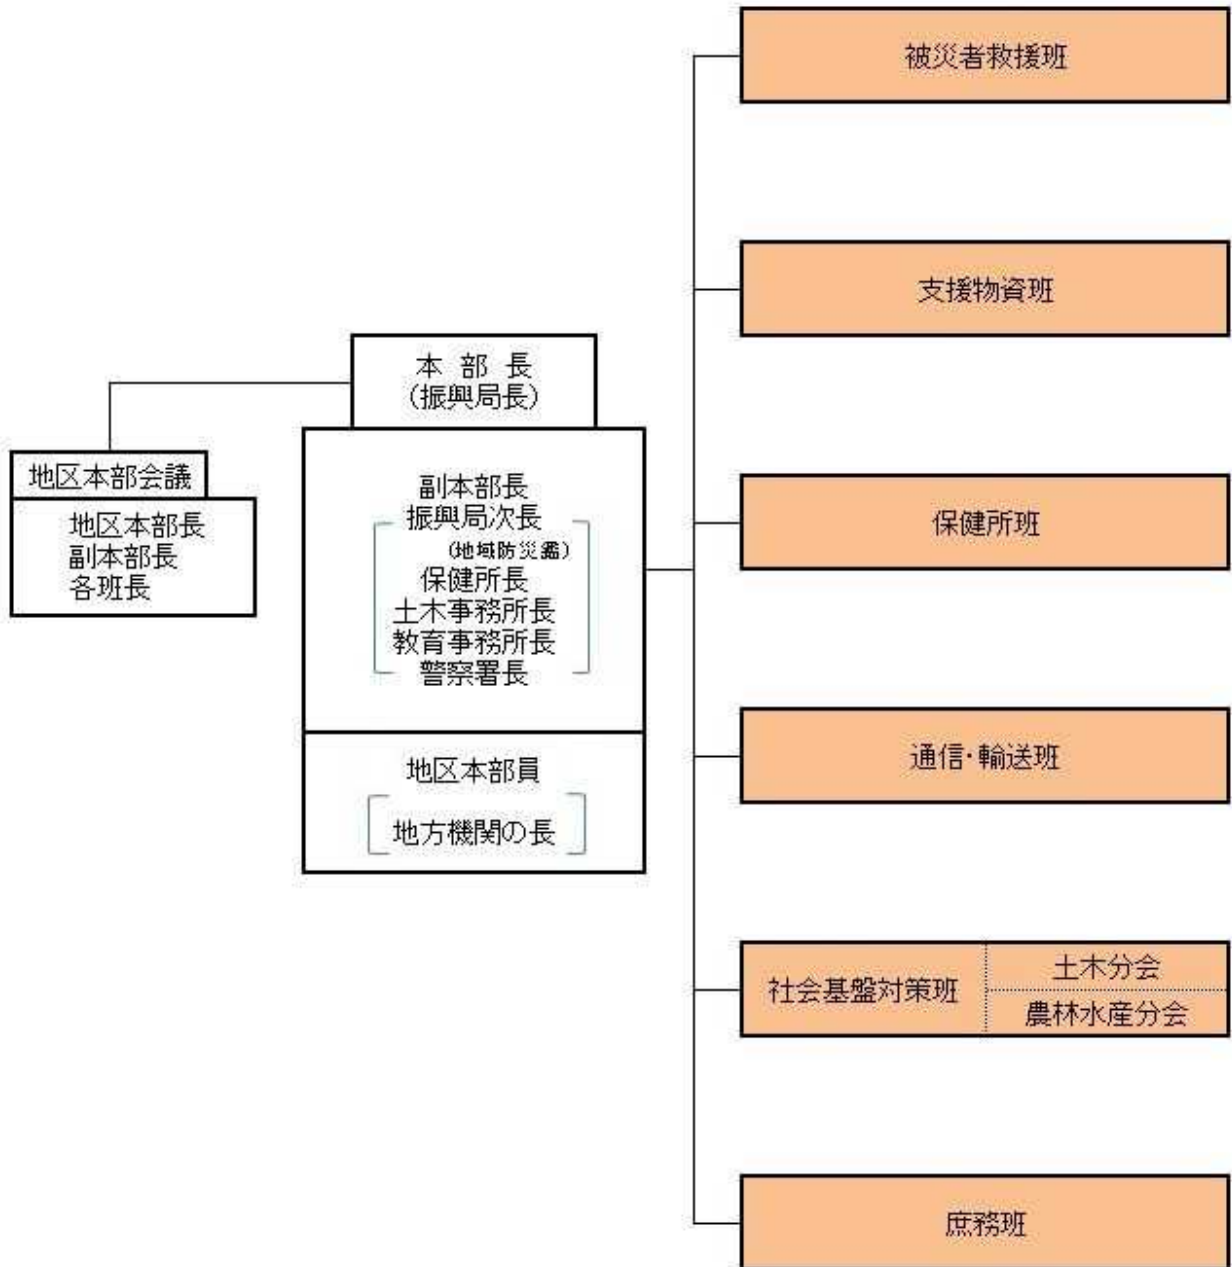 被災者救援班
支援物資班
本部長
(振興局長)
地区本部会議
地区本部長
副本部長
各班長
副本部長
振興局次長
(地域防災監)
保健所長
土木事務所長
教育事務所長
警察署長
地区本部員
地方機関の長
保健所班
通信・輸送班
社会基盤対策班
土木分会
農林水産分会
庶務班